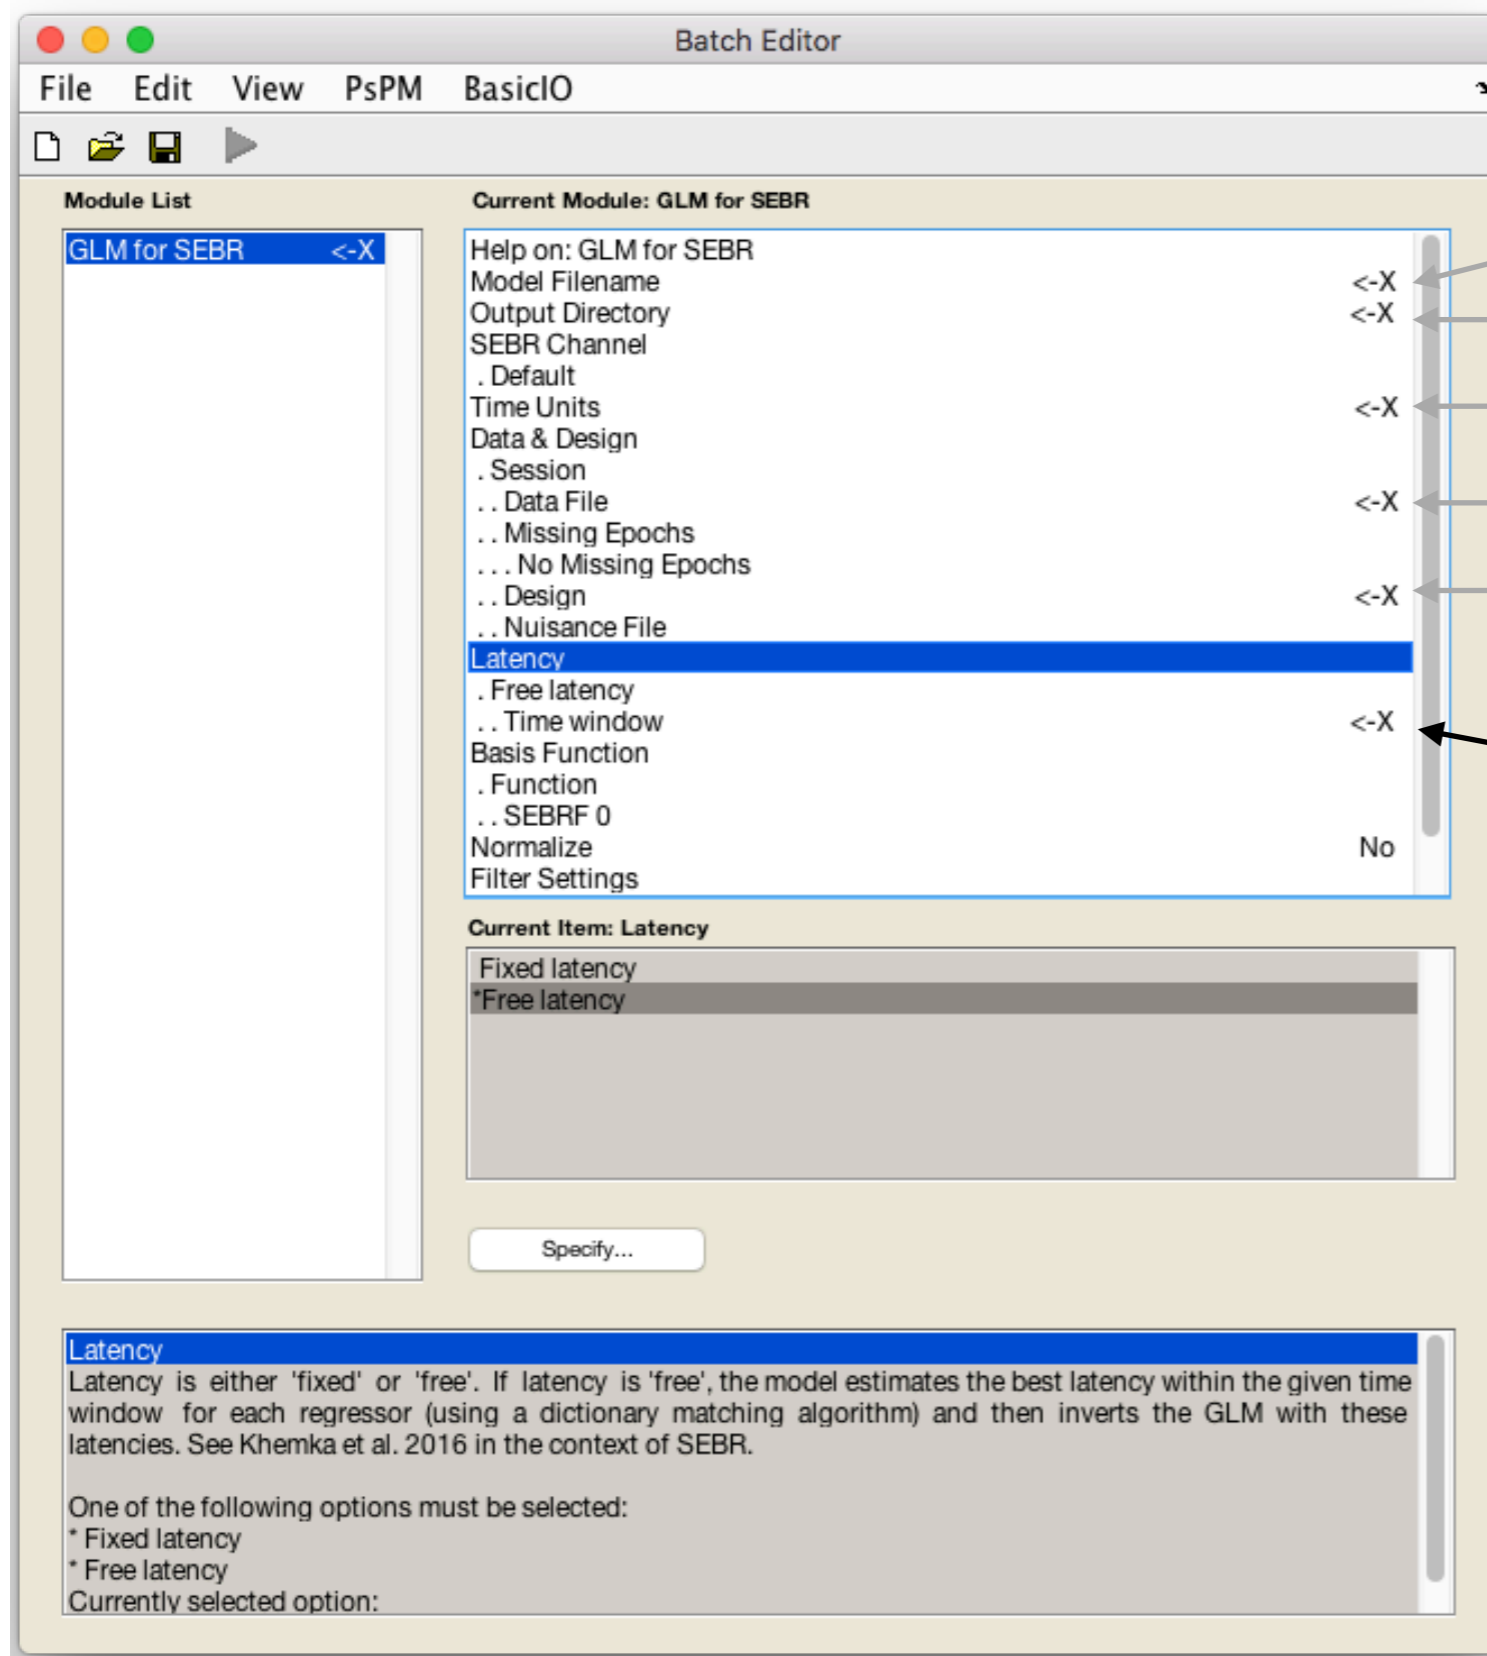 Batch Editor
File Edit View PsPM BasicIO
Module List
GLM for SEBR <-X
Current Module: GLM for SEBR
Help on: GLM for SEBR
Model Filename <-X
Output Directory <-X
SEBR Channel
. Default
Time Units <-X
Data & Design
. Session
. . Data File <-X
. . Missing Epochs
. . . No Missing Epochs
. . Design <-X
. . Nuisance File
Latency
. Free latency
. . Time window <-X
Basis Function
. Function
. . SEBRF 0
Normalize No
Filter Settings
Current Item: Latency
Fixed latency
*Free latency
Specify...
Latency
Latency is either 'fixed' or 'free'. If latency is 'free', the model estimates the best latency within the given time
window for each regressor (using a dictionary matching algorithm) and then inverts the GLM with these
latencies. See Khemka et al. 2016 in the context of SEBR.
One of the following options must be selected:
* Fixed latency
* Free latency
Currently selected option: